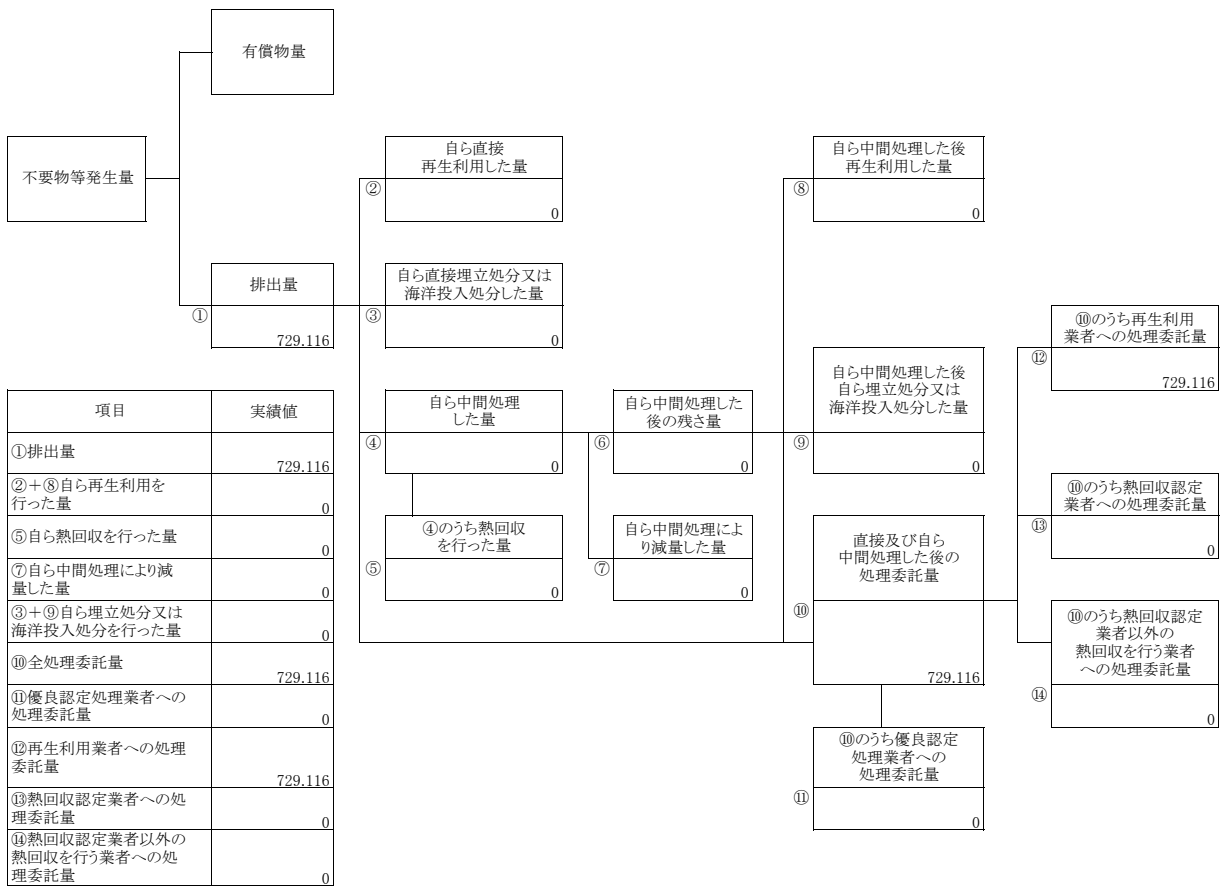 有償物量
不要物等発生量
自ら直接
再生利用した量
②
0
自ら中間処理した後
再生利用した量
⑧
0
排出量
①
729.116
自ら直接埋立処分又は
海洋投入処分した量
③
0
⑩のうち再生利用
業者への処理委託量
⑫
729.116
自ら中間処理
した量
④
0
自ら中間処理した
後の残さ量
⑥
0
自ら中間処理した後
自ら埋立処分又は
海洋投入処分した量
⑨
0
⑩のうち熱回収認定
業者への処理委託量
⑬
0
④のうち熱回収
を行った量
⑤
0
自ら中間処理によ
り減量した量
⑦
0
直接及び自ら
中間処理した後の
処理委託量
⑩
729.116
⑩のうち熱回収認定
業者以外の
熱回収を行う業者
への処理委託量
⑭
0
⑩のうち優良認定
処理業者への
処理委託量
⑪
0
項目 実績値
①排出量
729.116
②+⑧自ら再生利用を
行った量
0
⑤自ら熱回収を行った量
0
⑦自ら中間処理により減
量した量
0
③+⑨自ら埋立処分又は
海洋投入処分を行った量
0
⑩全処理委託量
729.116
⑪優良認定処理業者への
処理委託量
0
⑫再生利用業者への処理
委託量
729.116
⑬熱回収認定業者への処
理委託量
0
⑭熱回収認定業者以外の
熱回収を行う業者への処
理委託量
0